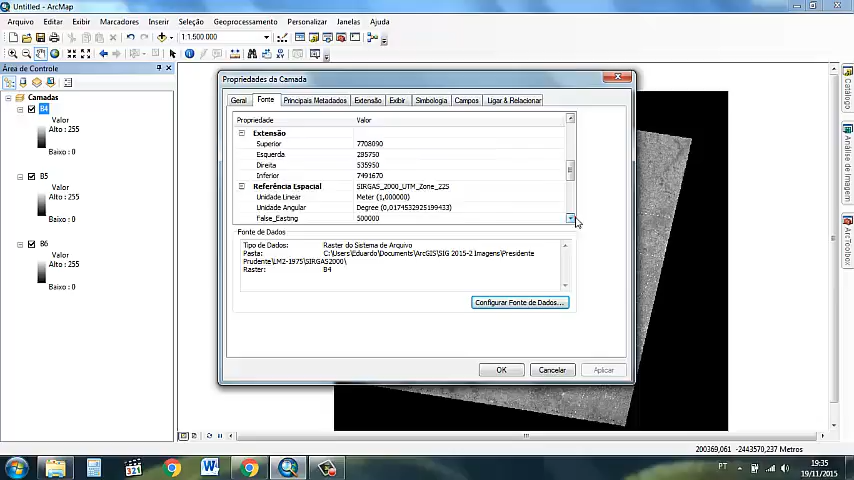 Untitled - ArcMap
Arquivo Editar Exibir Marcadores Inserir Seleção Geoprocessamento Personalizar Janelas Ajuda
1:1.500.000
Área de Controle
Camadas
B4
Valor
Alto : 255
Baixo : 0
B5
Valor
Alto : 255
Baixo : 0
B6
Valor
Alto : 255
Baixo : 0
Propriedades da Camada
Geral Fonte Principais Metadados Extensão Exibir Simbologia Campos Ligar & Relacionar
Propriedade Valor
Extensão
Superior 7708090
Esquerda 295750
Direita 535950
Inferior 7491670
Referência Espacial SIRGAS_2000_UTM_Zone_22S
Unidade Linear Meter (1,000000)
Unidade Angular Degree (0,0174532925199433)
False_Easting 500000
Fonte de Dados
Tipo de Dados: Raster do Sistema de Arquivo
Pasta: C:\Users\Eduardo\Documents\ArcGIS\SIG 2015-2 Imagens\Presidente
Prudente\LM2-1975\SIRGAS2000\
Raster: B4
Configurar Fonte de Dados...
OK Cancelar Aplicar
Catálogo
Análise de Imagem
ArcToolbox
200369,061 -2443570,237 Metros
321
PT
19:35
19/11/2015